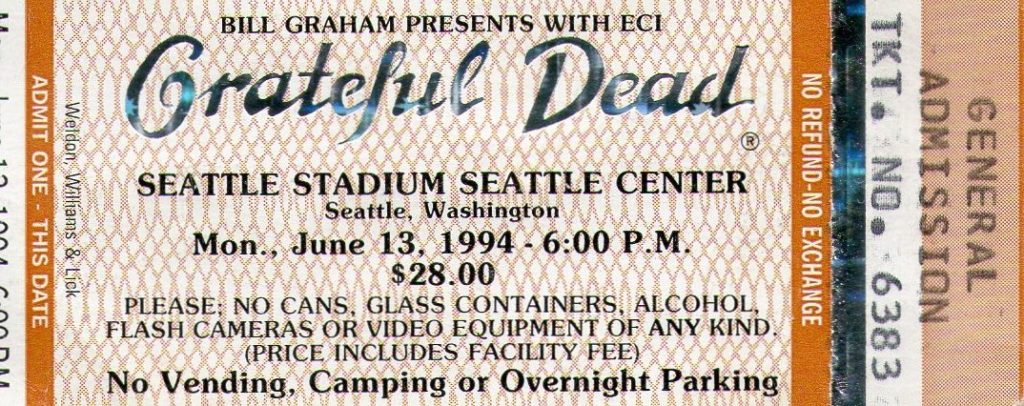 BILL GRAHAM PRESENTS WITH ECI
Grateful Dead
®
SEATTLE STADIUM SEATTLE CENTER
Seattle, Washington
Mon., June 13, 1994 - 6:00 P.M.
$28.00
PLEASE: NO CANS, GLASS CONTAINERS, ALCOHOL,
FLASH CAMERAS OR VIDEO EQUIPMENT OF ANY KIND.
(PRICE INCLUDES FACILITY FEE)
No Vending, Camping or Overnight Parking
ADMIT ONE - THIS DATE
Weldon, Williams & Lick
NO REFUND-NO EXCHANGE
TKT. NO. 6383
GENERAL
ADMISSION